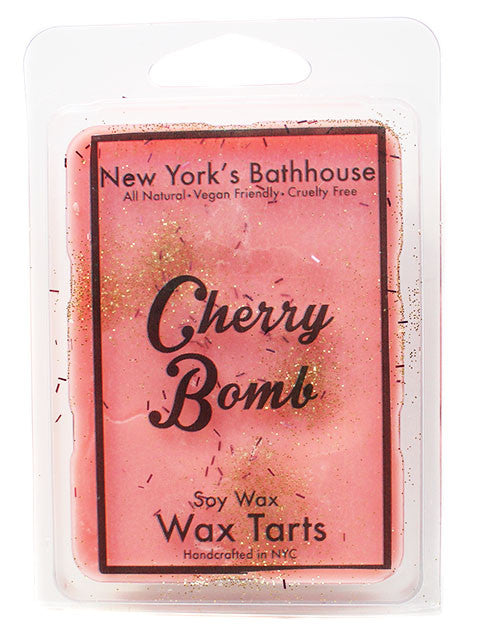 New York's Bathhouse
All Natural• Vegan Friendly• Cruelty Free
Cherry
Bomb
Soy Wax
Wax Tarts
Handcrafted in NYC